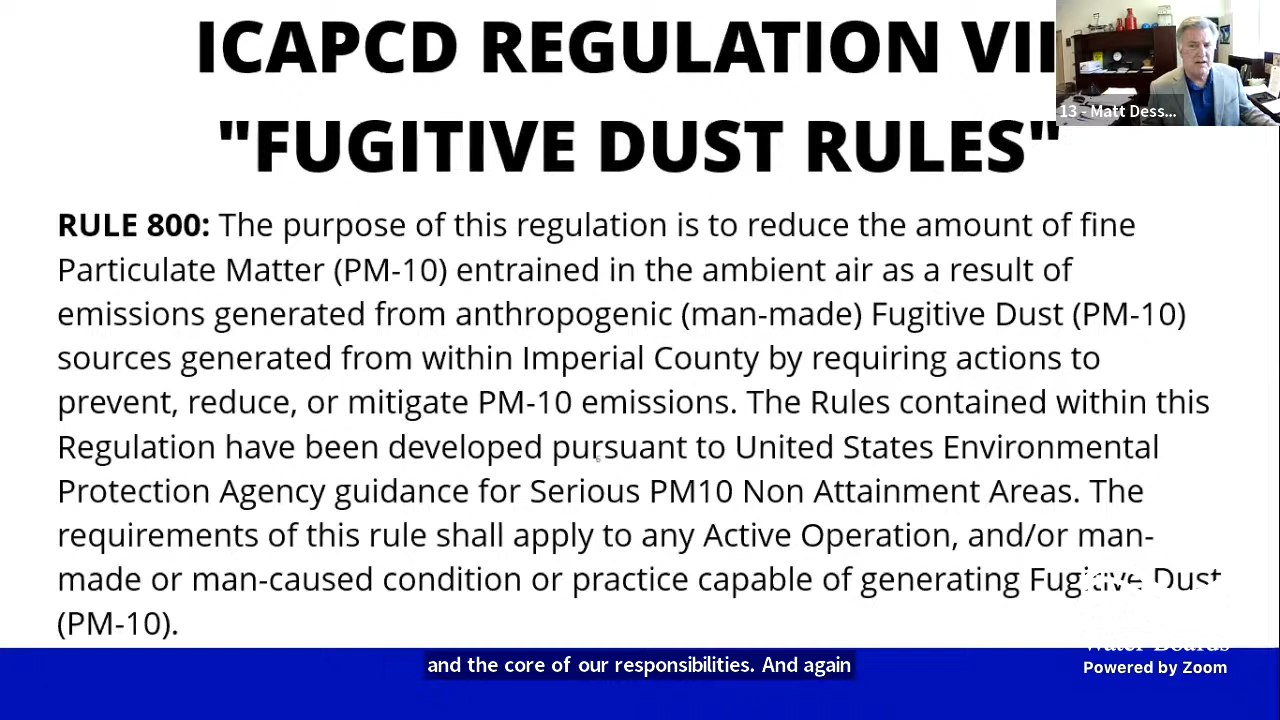 ICAPCD REGULATION VII
"FUGITIVE DUST RULES"
13 - Matt Dess...
RULE 800: The purpose of this regulation is to reduce the amount of fine
Particulate Matter (PM-10) entrained in the ambient air as a result of
emissions generated from anthropogenic (man-made) Fugitive Dust (PM-10)
sources generated from within Imperial County by requiring actions to
prevent, reduce, or mitigate PM-10 emissions. The Rules contained within this
Regulation have been developed pursuant to United States Environmental
Protection Agency guidance for Serious PM10 Non Attainment Areas. The
requirements of this rule shall apply to any Active Operation, and/or man-
made or man-caused condition or practice capable of generating Fugitive Dust
(PM-10).
Water Boards
and the core of our responsibilities. And again
Powered by Zoom